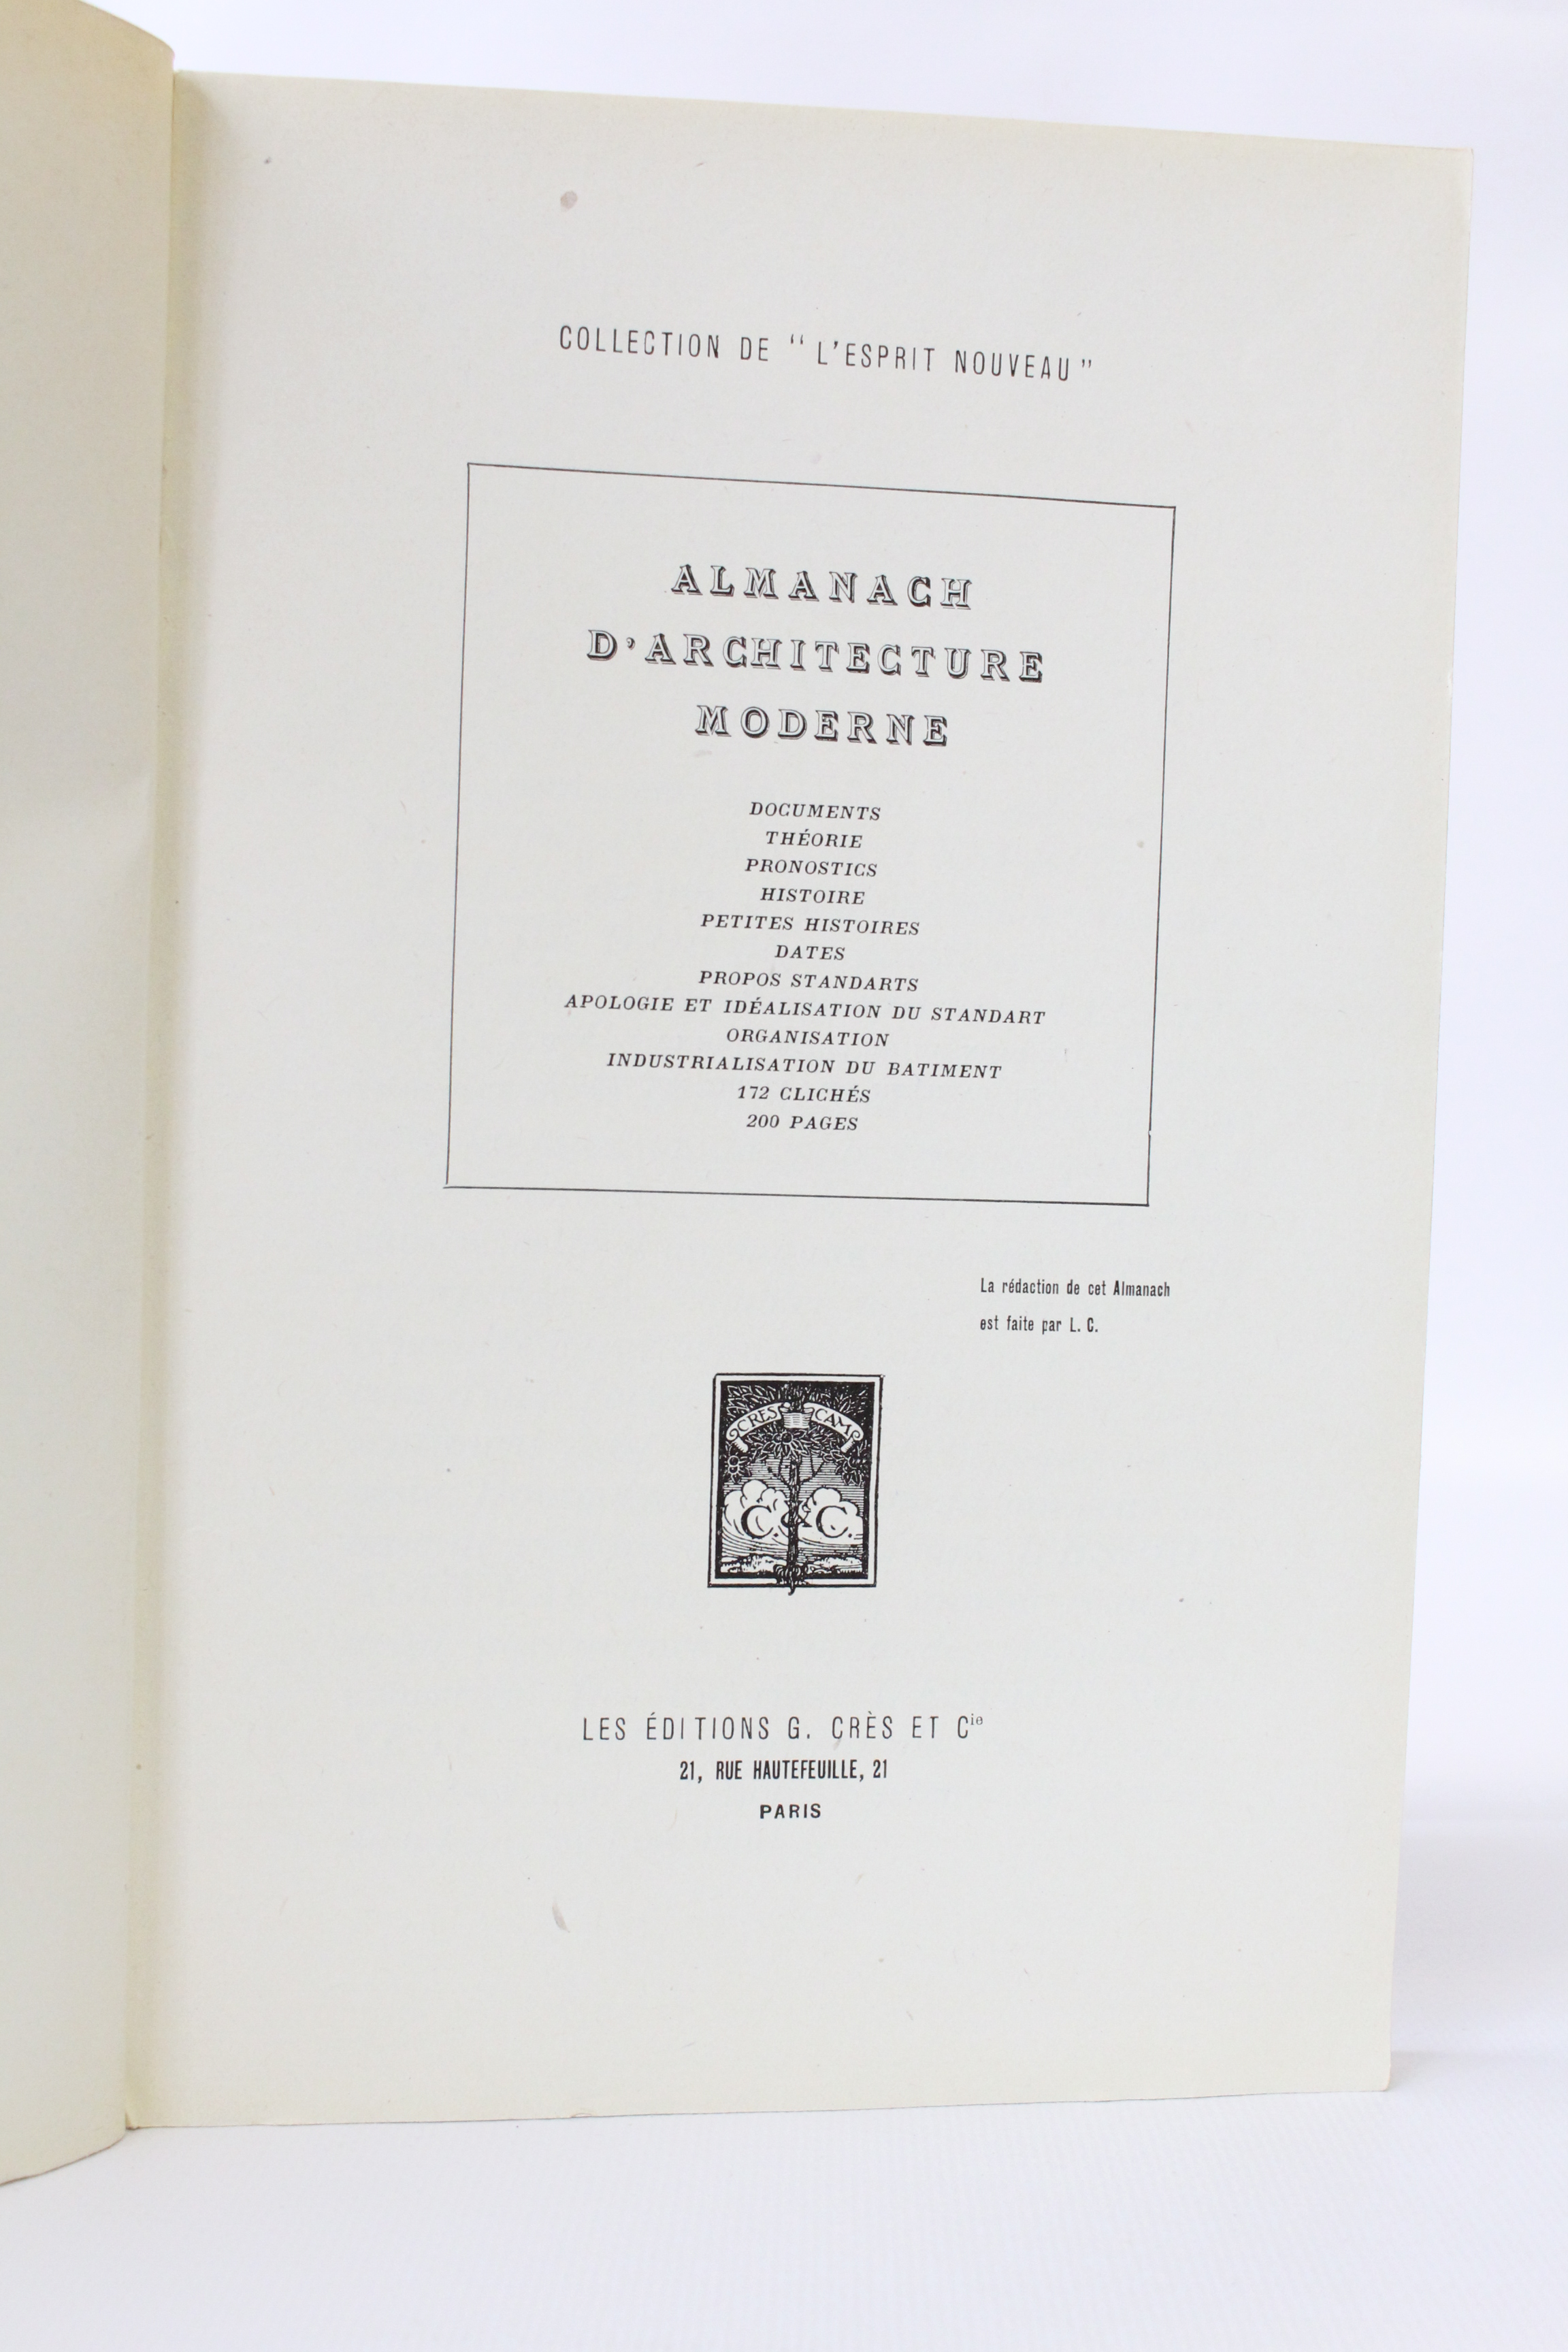 COLLECTION DE “ L’ESPRIT NOUVEAU ”
ALMANACH
D’ARCHITECTURE
MODERNE
DOCUMENTS
THÉORIE
PRONOSTICS
HISTOIRE
PETITES HISTOIRES
DATES
PROPOS STANDARTS
APOLOGIE ET IDÉALISATION DU STANDART
ORGANISATION
INDUSTRIALISATION DU BATIMENT
172 CLICHÉS
200 PAGES
La rédaction de cet Almanach
est faite par L. C.
CRES CAM
C. & C.
LES ÉDITIONS G. CRÈS ET Cie
21, RUE HAUTEFEUILLE, 21
PARIS